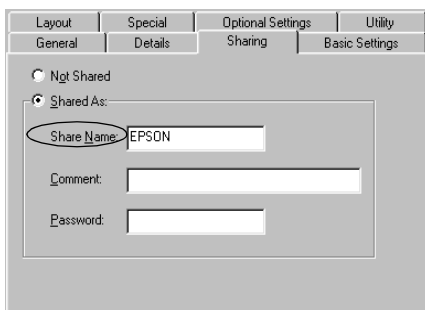 Layout Special Optional Settings Utility
General Details Sharing Basic Settings
Not Shared
Shared As:
Share Name: EPSON
Comment:
Password: